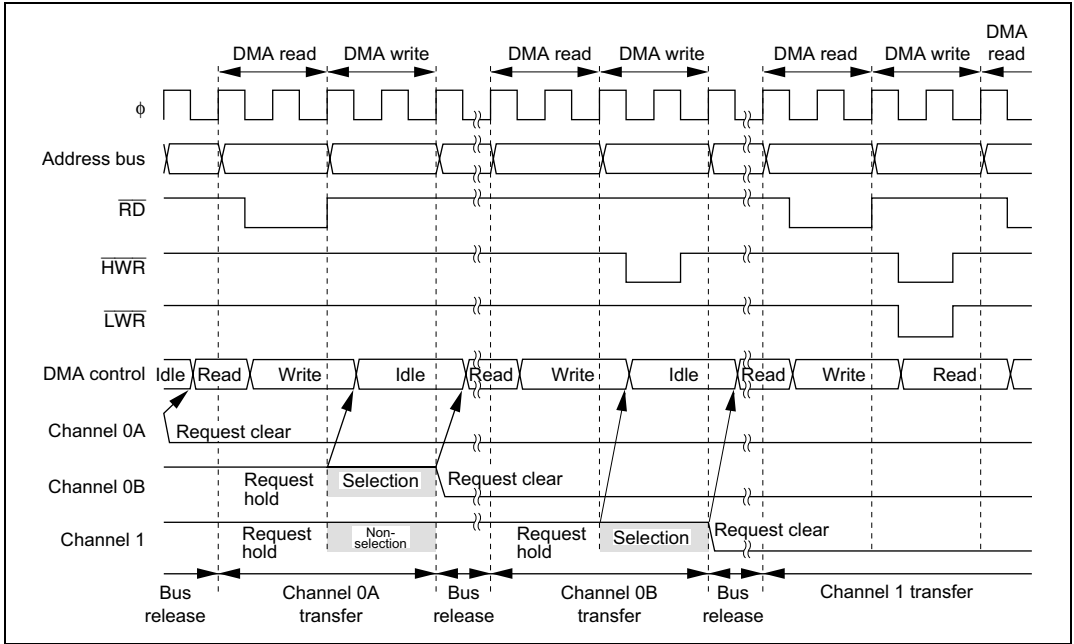 DMA
DMA read DMA write DMA read DMA write DMA read DMA write read
φ
Address bus
RD
HWR
LWR
DMA control Idle Read Write Idle Read Write Idle Read Write Read
Channel 0A Request clear
Channel 0B Request hold Selection Request clear
Channel 1 Request hold Non-selection Request hold Selection Request clear
Bus release Channel 0A transfer Bus release Channel 0B transfer Bus release Channel 1 transfer